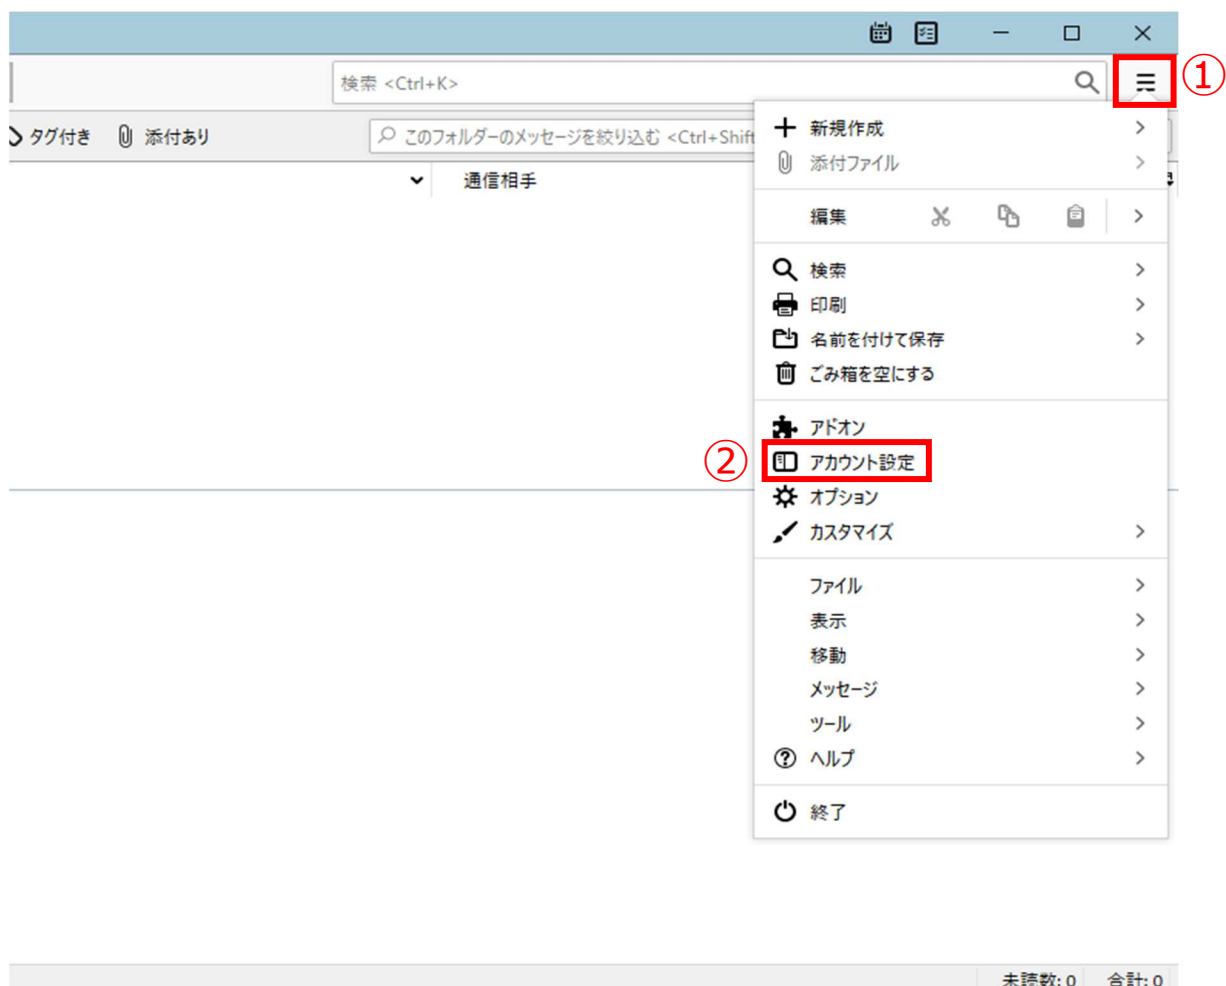 検索 <Ctrl+K>
①
タグ付き 添付あり
このフォルダーのメッセージを絞り込む <Ctrl+Shift
通信相手
新規作成
添付ファイル
編集
検索
印刷
名前を付けて保存
ごみ箱を空にする
アドオン
② アカウント設定
オプション
カスタマイズ
ファイル
表示
移動
メッセージ
ツール
ヘルプ
終了
未読数: 0 合計: 0